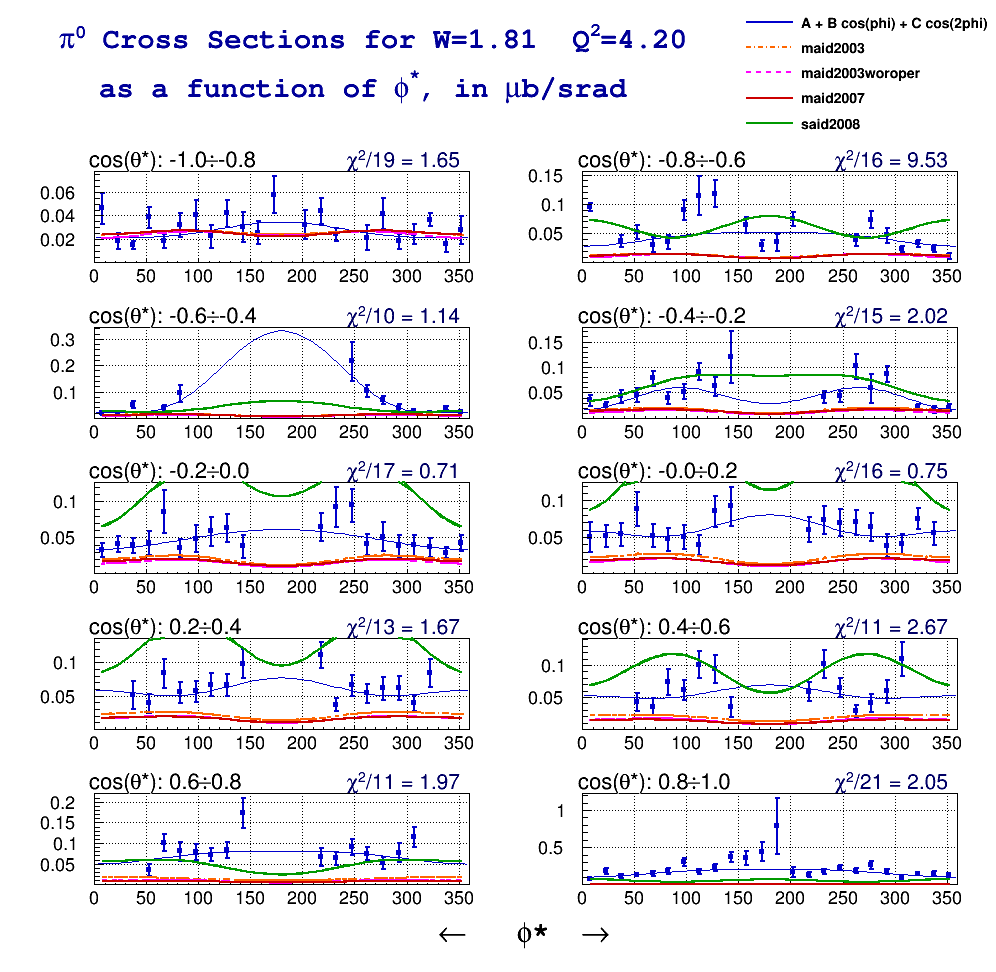 π⁰ Cross Sections for W=1.81 Q²=4.20
as a function of ϕ*, in μb/srad
A + B cos(phi) + C cos(2phi)
maid2003
maid2003woroper
maid2007
said2008
cos(θ*): -1.0÷-0.8 χ²/19 = 1.65
0.06
0.04
0.02
0 50 100 150 200 250 300 350
cos(θ*): -0.8÷-0.6 χ²/16 = 9.53
0.15
0.1
0.05
0 50 100 150 200 250 300 350
cos(θ*): -0.6÷-0.4 χ²/10 = 1.14
0.3
0.2
0.1
0 50 100 150 200 250 300 350
cos(θ*): -0.4÷-0.2 χ²/15 = 2.02
0.15
0.1
0.05
0 50 100 150 200 250 300 350
cos(θ*): -0.2÷0.0 χ²/17 = 0.71
0.1
0.05
0 50 100 150 200 250 300 350
cos(θ*): -0.0÷0.2 χ²/16 = 0.75
0.1
0.05
0 50 100 150 200 250 300 350
cos(θ*): 0.2÷0.4 χ²/13 = 1.67
0.1
0.05
0 50 100 150 200 250 300 350
cos(θ*): 0.4÷0.6 χ²/11 = 2.67
0.1
0.05
0 50 100 150 200 250 300 350
cos(θ*): 0.6÷0.8 χ²/11 = 1.97
0.2
0.15
0.1
0.05
0 50 100 150 200 250 300 350
cos(θ*): 0.8÷1.0 χ²/21 = 2.05
1
0.5
0 50 100 150 200 250 300 350
← ϕ* →